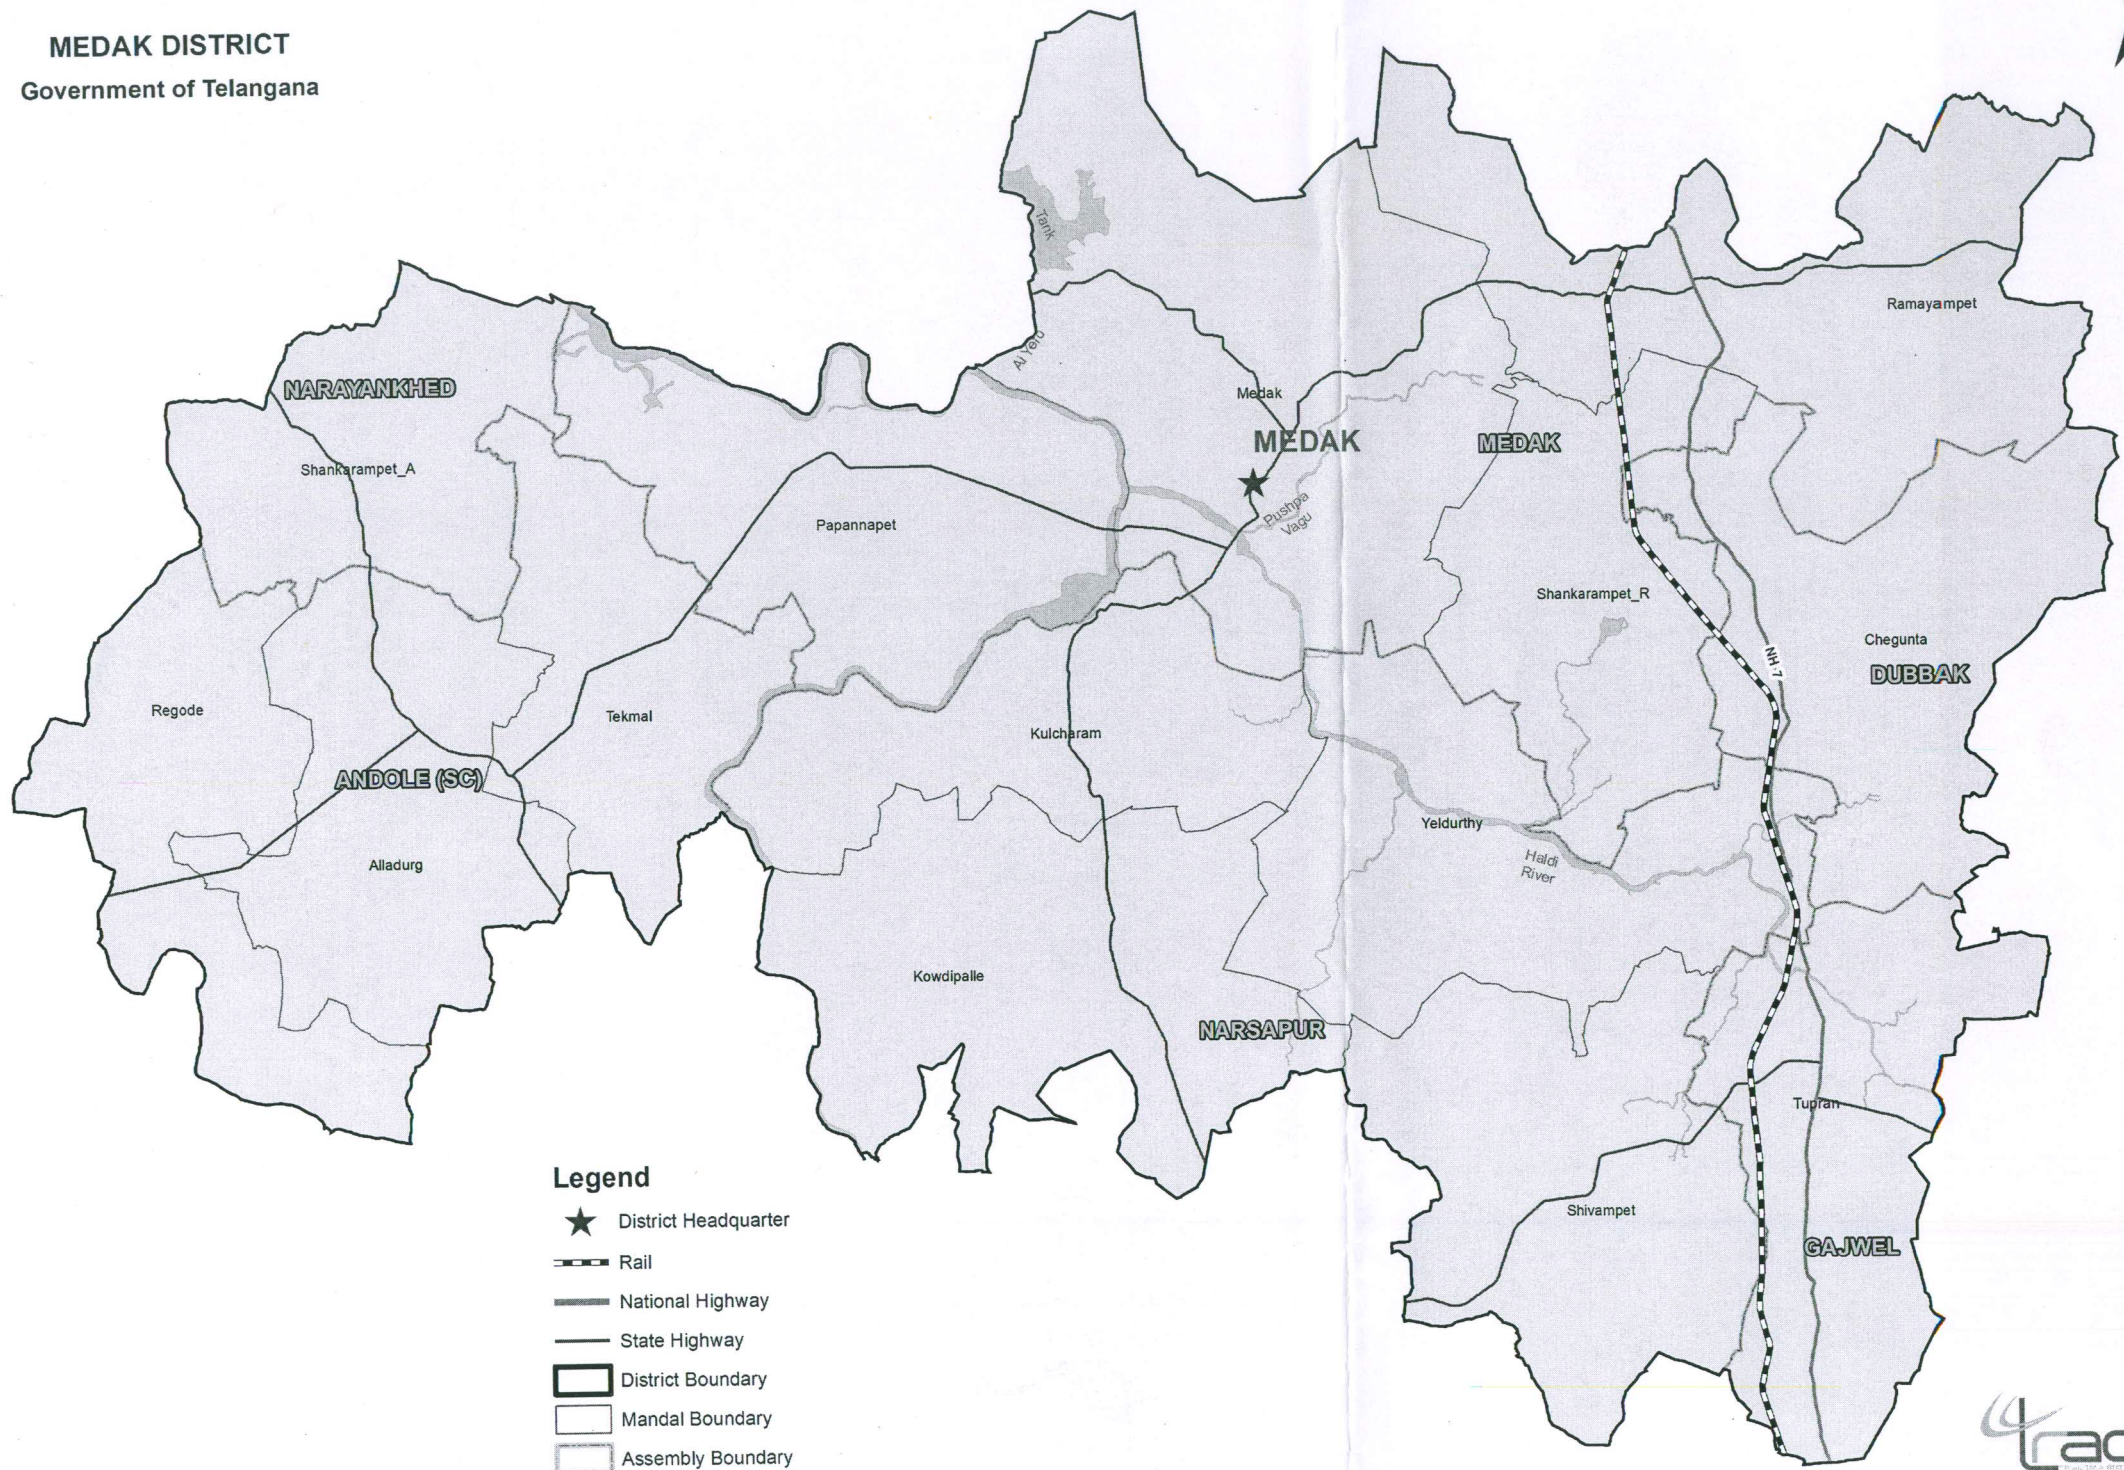 MEDAK DISTRICT
Government of Telangana
Tank
Ramayampet
Al Yeru
NARAYANKHED
Medak
MEDAK
MEDAK
Shankarampet_A
Papannapet
Pushpa
Vagu
Shankarampet_R
Chegunta
NH 7
DUBBAK
Regode
Tekmal
Kulcharam
ANDOLE (SC)
Yeldurthy
Haldi
River
Alladurg
Kowdipalle
NARSAPUR
Tupran
Shivampet
GAJWEL
Legend
District Headquarter
Rail
National Highway
State Highway
District Boundary
Mandal Boundary
Assembly Boundary